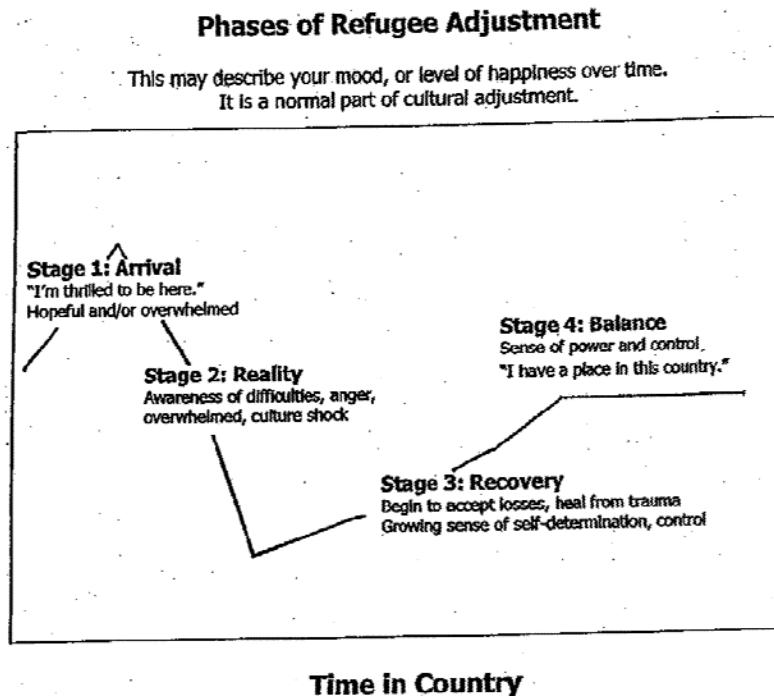 Phases of Refugee Adjustment
This may describe your mood, or level of happiness over time.
It is a normal part of cultural adjustment.
Stage 1: Arrival
"I'm thrilled to be here."
Hopeful and/or overwhelmed
Stage 2: Reality
Awareness of difficulties, anger,
overwhelmed, culture shock
Stage 4: Balance
Sense of power and control,
"I have a place in this country."
Stage 3: Recovery
Begin to accept losses, heal from trauma
Growing sense of self-determination, control
Time in Country